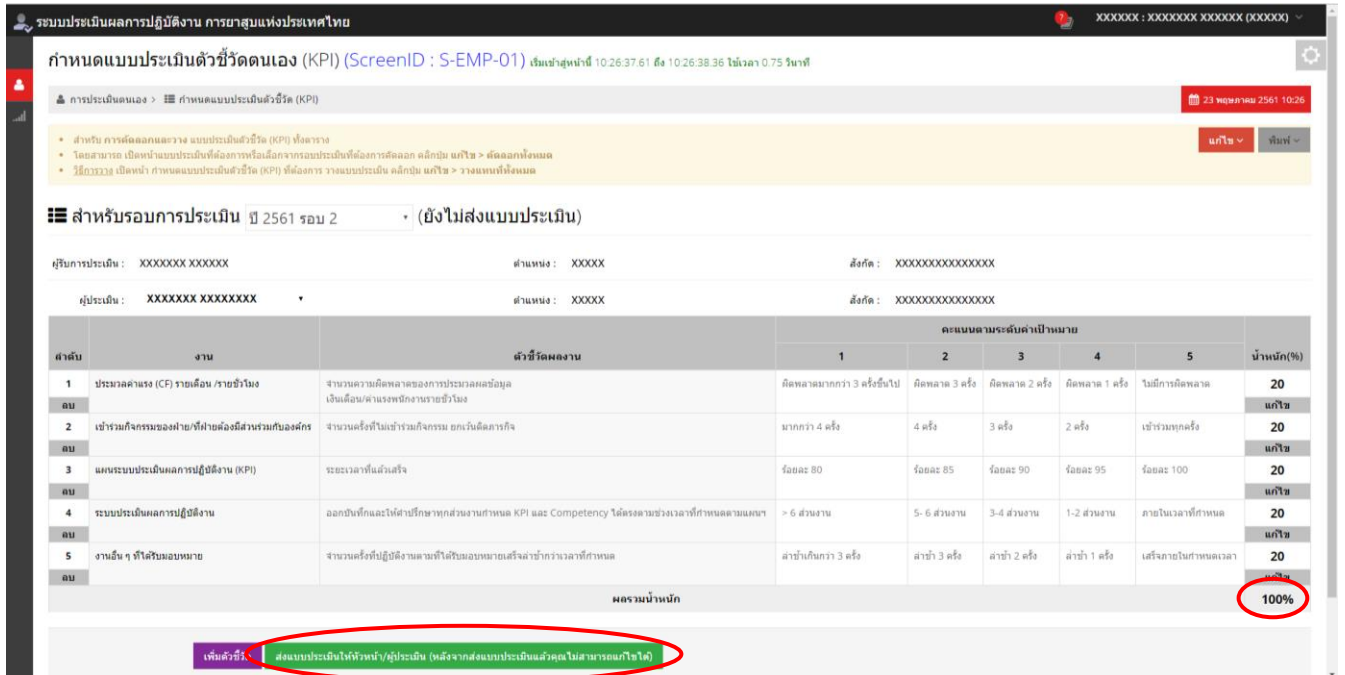 ระบบประเมินผลการปฏิบัติงาน การยาสูบแห่งประเทศไทย
7
XXXXXX : XXXXXXX XXXXXX (XXXXX)
กำหนดแบบประเมินตัวชี้วัดตนเอง (KPI) (ScreenID : S-EMP-01) เริ่มเข้าสู่หน้านี้ 10:26:37.61 ถึง 10:26:38.36 ใช้เวลา 0.75 วินาที
การประเมินตนเอง > กำหนดแบบประเมินตัวชี้วัด (KPI)
23 พฤษภาคม 2561 10:26
สำหรับ การคัดลอกและวาง แบบประเมินตัวชี้วัด (KPI) ทั้งตาราง
โดยสามารถ เปิดหน้าแบบประเมินที่ต้องการหรือเลือกจากรอบประเมินที่ต้องการคัดลอก คลิกปุ่ม แก้ไข > คัดลอกทั้งหมด
วิธีการวาง เปิดหน้า กำหนดแบบประเมินตัวชี้วัด (KPI) ที่ต้องการ วางแบบประเมิน คลิกปุ่ม แก้ไข > วางแทนที่ทั้งหมด
แก้ไข
พิมพ์
สำหรับรอบการประเมิน ปี 2561 รอบ 2 (ยังไม่ส่งแบบประเมิน)
ผู้รับการประเมิน : XXXXXXX XXXXXX ตำแหน่ง : XXXXX สังกัด : XXXXXXXXXXXXXXX
ผู้ประเมิน : XXXXXXX XXXXXXXX ตำแหน่ง : XXXXX สังกัด : XXXXXXXXXXXXXXX
คะแนนตามระดับค่าเป้าหมาย
ลำดับ งาน ตัวชี้วัดผลงาน 1 2 3 4 5 น้ำหนัก(%)
1 ประมวลค่าแรง (CF) รายเดือน /รายชั่วโมง จำนวนความผิดพลาดของการประมวลผลข้อมูล ผิดพลาดมากกว่า 3 ครั้งขึ้นไป ผิดพลาด 3 ครั้ง ผิดพลาด 2 ครั้ง ผิดพลาด 1 ครั้ง ไม่มีการผิดพลาด 20
เงินเดือน/ค่าแรงพนักงานรายชั่วโมง
ลบ แก้ไข
2 เข้าร่วมกิจกรรมของฝ่าย/ที่ฝ่ายต้องมีส่วนร่วมกับองค์กร จำนวนครั้งที่ไม่เข้าร่วมกิจกรรม ยกเว้นติดภารกิจ มากกว่า 4 ครั้ง 4 ครั้ง 3 ครั้ง 2 ครั้ง เข้าร่วมทุกครั้ง 20
ลบ แก้ไข
3 แผนระบบประเมินผลการปฏิบัติงาน (KPI) ระยะเวลาที่แล้วเสร็จ ร้อยละ 80 ร้อยละ 85 ร้อยละ 90 ร้อยละ 95 ร้อยละ 100 20
ลบ แก้ไข
4 ระบบประเมินผลการปฏิบัติงาน ออกบันทึกและให้คำปรึกษาทุกส่วนงานกำหนด KPI และ Competency ได้ตรงตามช่วงเวลาที่กำหนดตามแผนฯ > 6 ส่วนงาน 5- 6 ส่วนงาน 3-4 ส่วนงาน 1-2 ส่วนงาน ภายในเวลาที่กำหนด 20
ลบ แก้ไข
5 งานอื่น ๆ ที่ได้รับมอบหมาย จำนวนครั้งที่ปฏิบัติงานตามที่ได้รับมอบหมายเสร็จล่าช้ากว่าเวลาที่กำหนด ล่าช้าเกินกว่า 3 ครั้ง ล่าช้า 3 ครั้ง ล่าช้า 2 ครั้ง ล่าช้า 1 ครั้ง เสร็จภายในกำหนดเวลา 20
ลบ แก้ไข
ผลรวมน้ำหนัก 100%
เพิ่มตัวชี้วัด ส่งแบบประเมินให้หัวหน้า/ผู้ประเมิน (หลังจากส่งแบบประเมินแล้วคุณไม่สามารถแก้ไขได้)